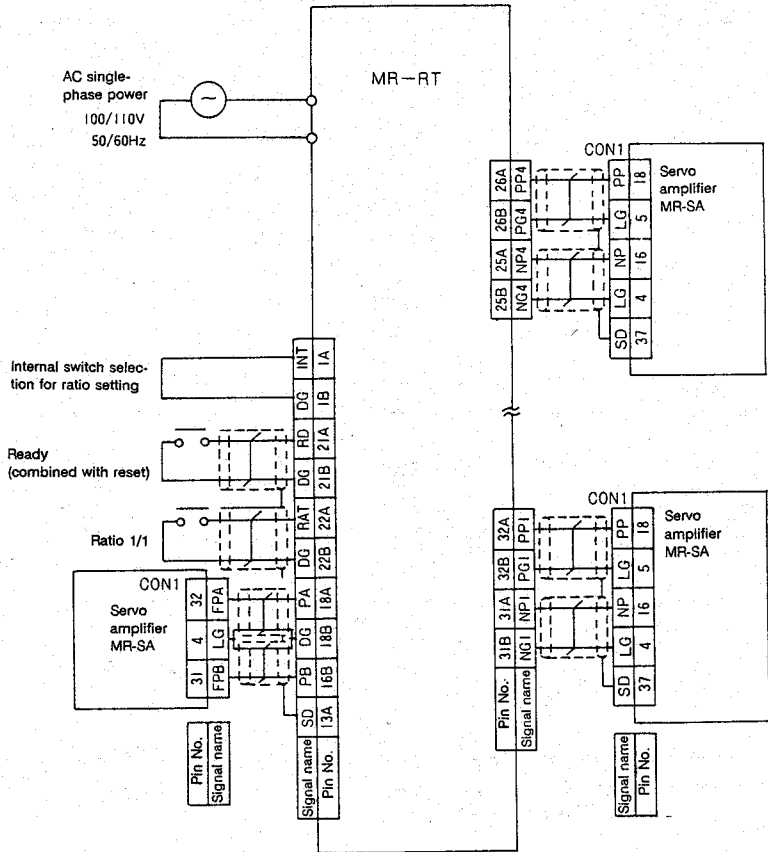 AC single-
phase power
100/110V
50/60Hz
MR-RT
CON1
26A PP4
26B PG4
25A NP4
25B NG4
PP 18
LG 5
NP 16
LG 4
SD 37
Servo
amplifier
MR-SA
Internal switch selec-
tion for ratio setting
INT 1A
DG 1B
Ready
(combined with reset)
RD 21A
DG 21B
Ratio 1/1
RAT 22A
DG 22B
CON1
Servo
amplifier
MR-SA
32 FPA
4 LG
31 FPB
PA 18A
DG 18B
PB 16B
SD 13A
Signal name
Pin No.
Pin No.
Signal name
CON1
32A PP1
32B PG1
31A NP1
31B NG1
Pin No.
Signal name
PP 18
LG 5
NP 16
LG 4
SD 37
Servo
amplifier
MR-SA
Signal name
Pin No.